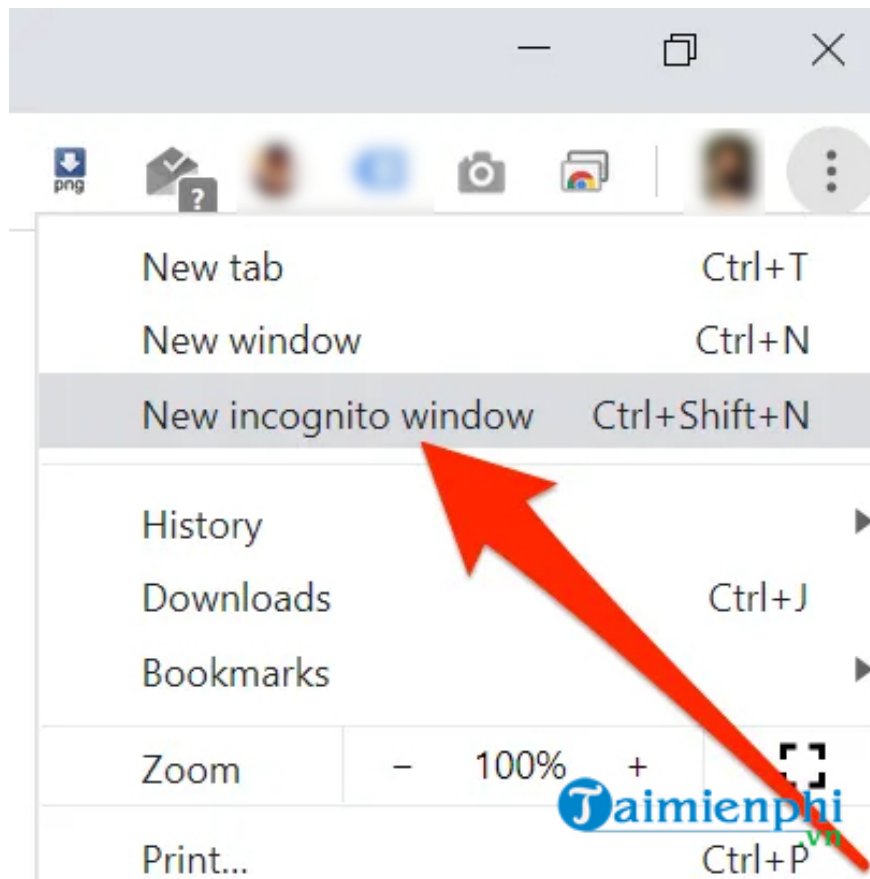 png
?
New tab Ctrl+T
New window Ctrl+N
New incognito window Ctrl+Shift+N
History
Downloads Ctrl+J
Bookmarks
Zoom - 100% +
Taimienphi
.vn
Print... Ctrl+P